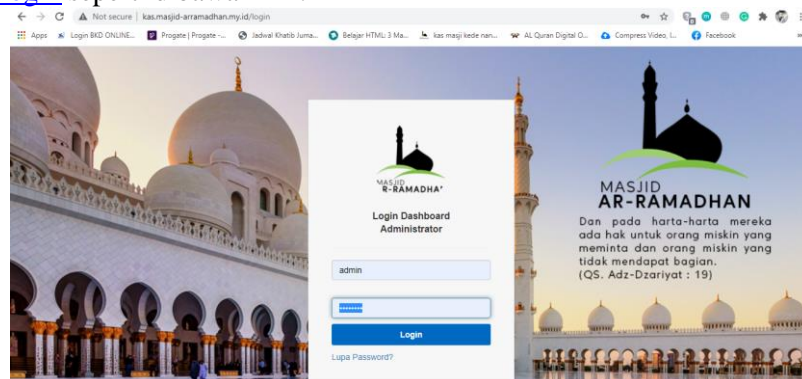 Not secure | kas.masjid-arramadhan.my.id/login
Apps Login BKD ONLINE... Progate | Progate -... Jadwal Khatib Juma... Belajar HTML: 3 Ma... kas masji kede nan... AL Quran Digital O... Compress Video, I... Facebook
MASJID
R-RAMADHA
Login Dashboard
Administrator
admin
Login
Lupa Password?
MASJID
AR-RAMADHAN
Dan pada harta-harta mereka
ada hak untuk orang miskin yang
meminta dan orang miskin yang
tidak mendapat bagian.
(QS. Adz-Dzariyat : 19)